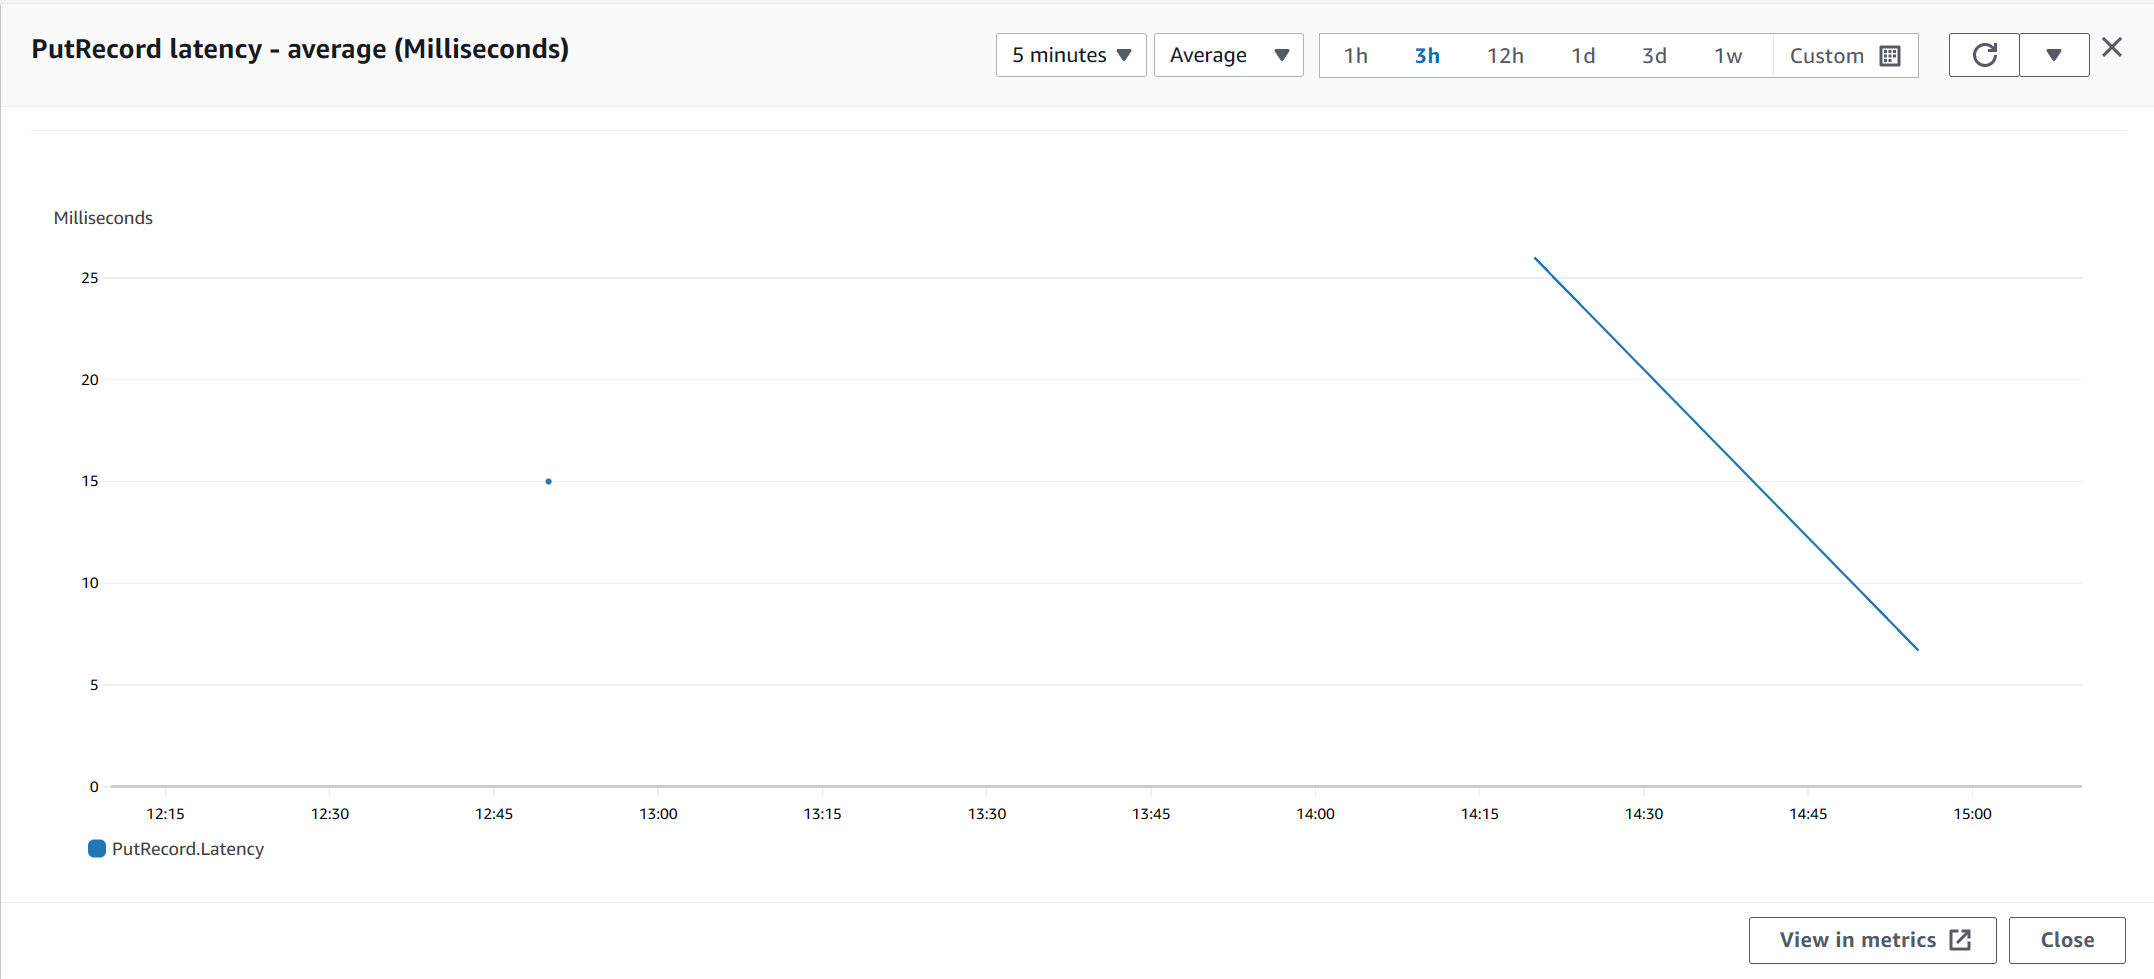 PutRecord latency - average (Milliseconds)
5 minutes Average 1h 3h 12h 1d 3d 1w Custom
Milliseconds
25
20
15
10
5
0
12:15 12:30 12:45 13:00 13:15 13:30 13:45 14:00 14:15 14:30 14:45 15:00
PutRecord.Latency
View in metrics Close